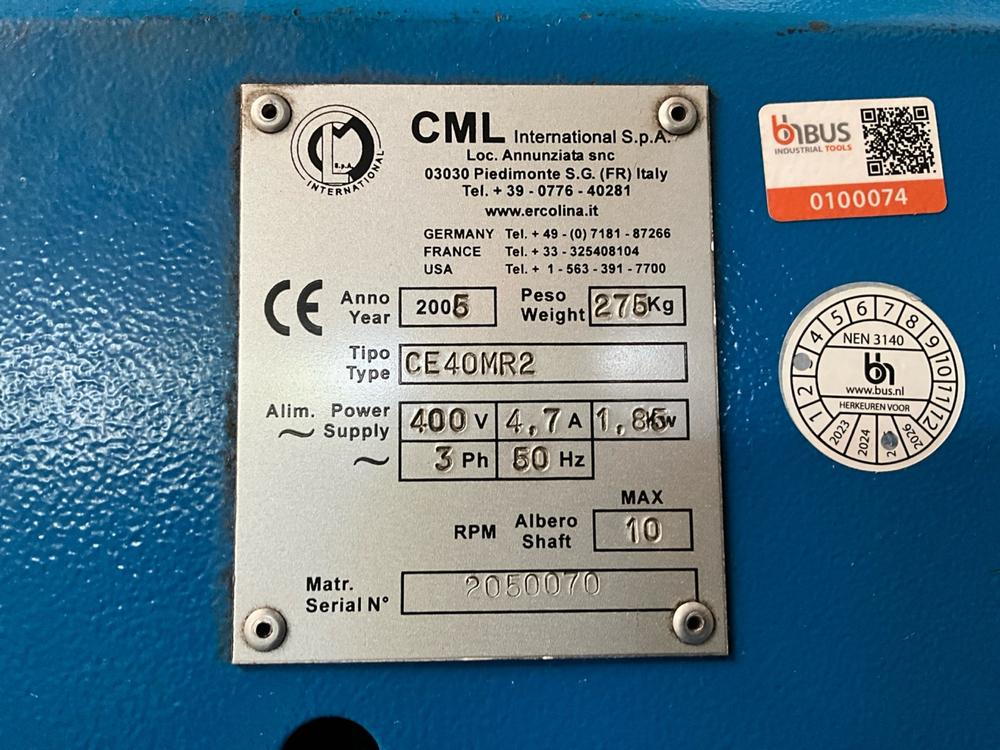 CML International S.p.A.
Loc. Annunziata snc
03030 Piedimonte S.G. (FR) Italy
Tel. + 39 - 0776 - 40281
www.ercolina.it
S.p.A.
INTERNATIONAL
GERMANY Tel. + 49 - (0) 7181 - 87266
FRANCE Tel. + 33 - 325408104
USA Tel. + 1 - 563 - 391 - 7700
CE Anno Year 2005 Peso Weight 275 Kg
Tipo Type CE40MR2
Alim. Power Supply 400 V 4,7 A 1,85 kw
3 Ph 50 Hz
MAX
RPM Albero Shaft 10
Matr. Serial N° 2050070
BUS
INDUSTRIAL TOOLS
0100074
1 2 4 5 6 7 8 9 10 11 12
NEN 3140
www.bus.nl
HERKEUREN VOOR
2023 2024 2026